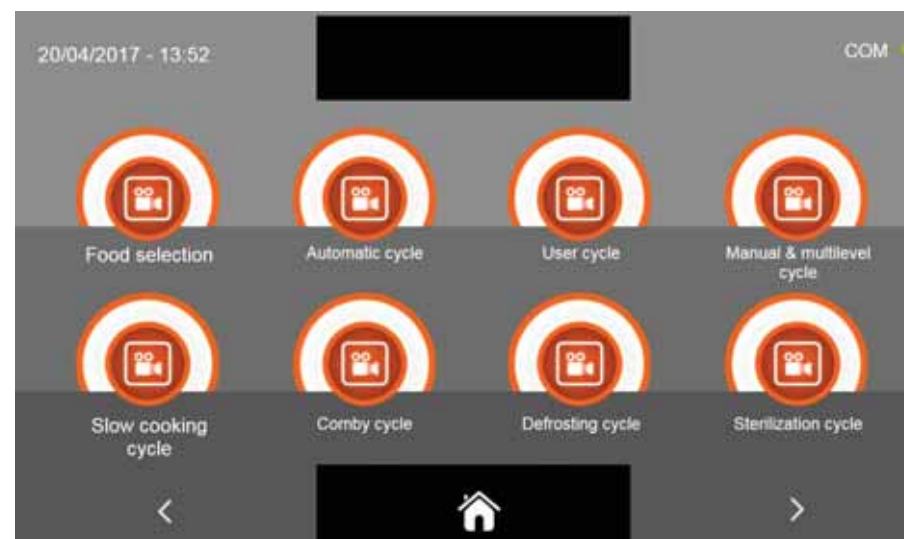 20/04/2017 - 13:52
COM
Food selection
Automatic cycle
User cycle
Manual & multilevel
cycle
Slow cooking
cycle
Comby cycle
Defrosting cycle
Sterilization cycle